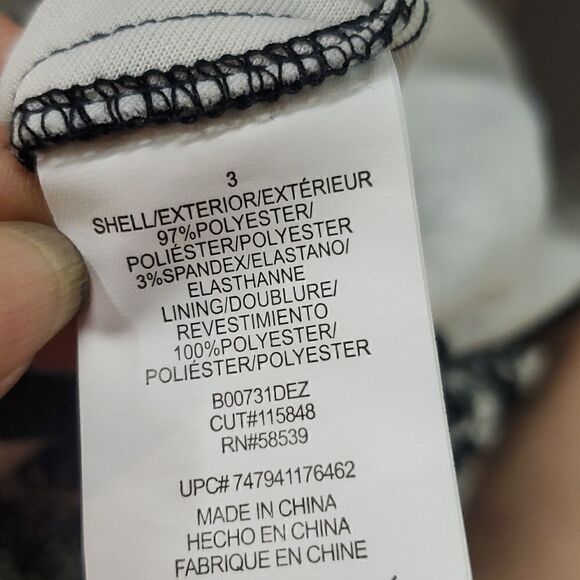 3
SHELL/EXTERIOR/EXTÉRIEUR
97%POLYESTER/
POLIÉSTER/POLYESTER
3%SPANDEX/ELASTANO/
ELASTHANNE
LINING/DOUBLURE/
REVESTIMIENTO
100%POLYESTER/
POLIÉSTER/POLYESTER
B00731DEZ
CUT#115848
RN#58539
UPC# 747941176462
MADE IN CHINA
HECHO EN CHINA
FABRIQUE EN CHINE